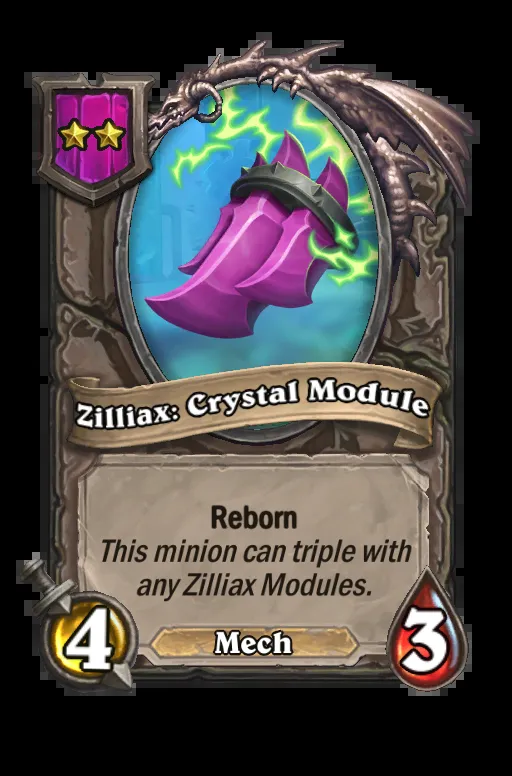 Zilliax: Crystal Module
Reborn
This minion can triple with
any Zilliax Modules.
4
Mech
3